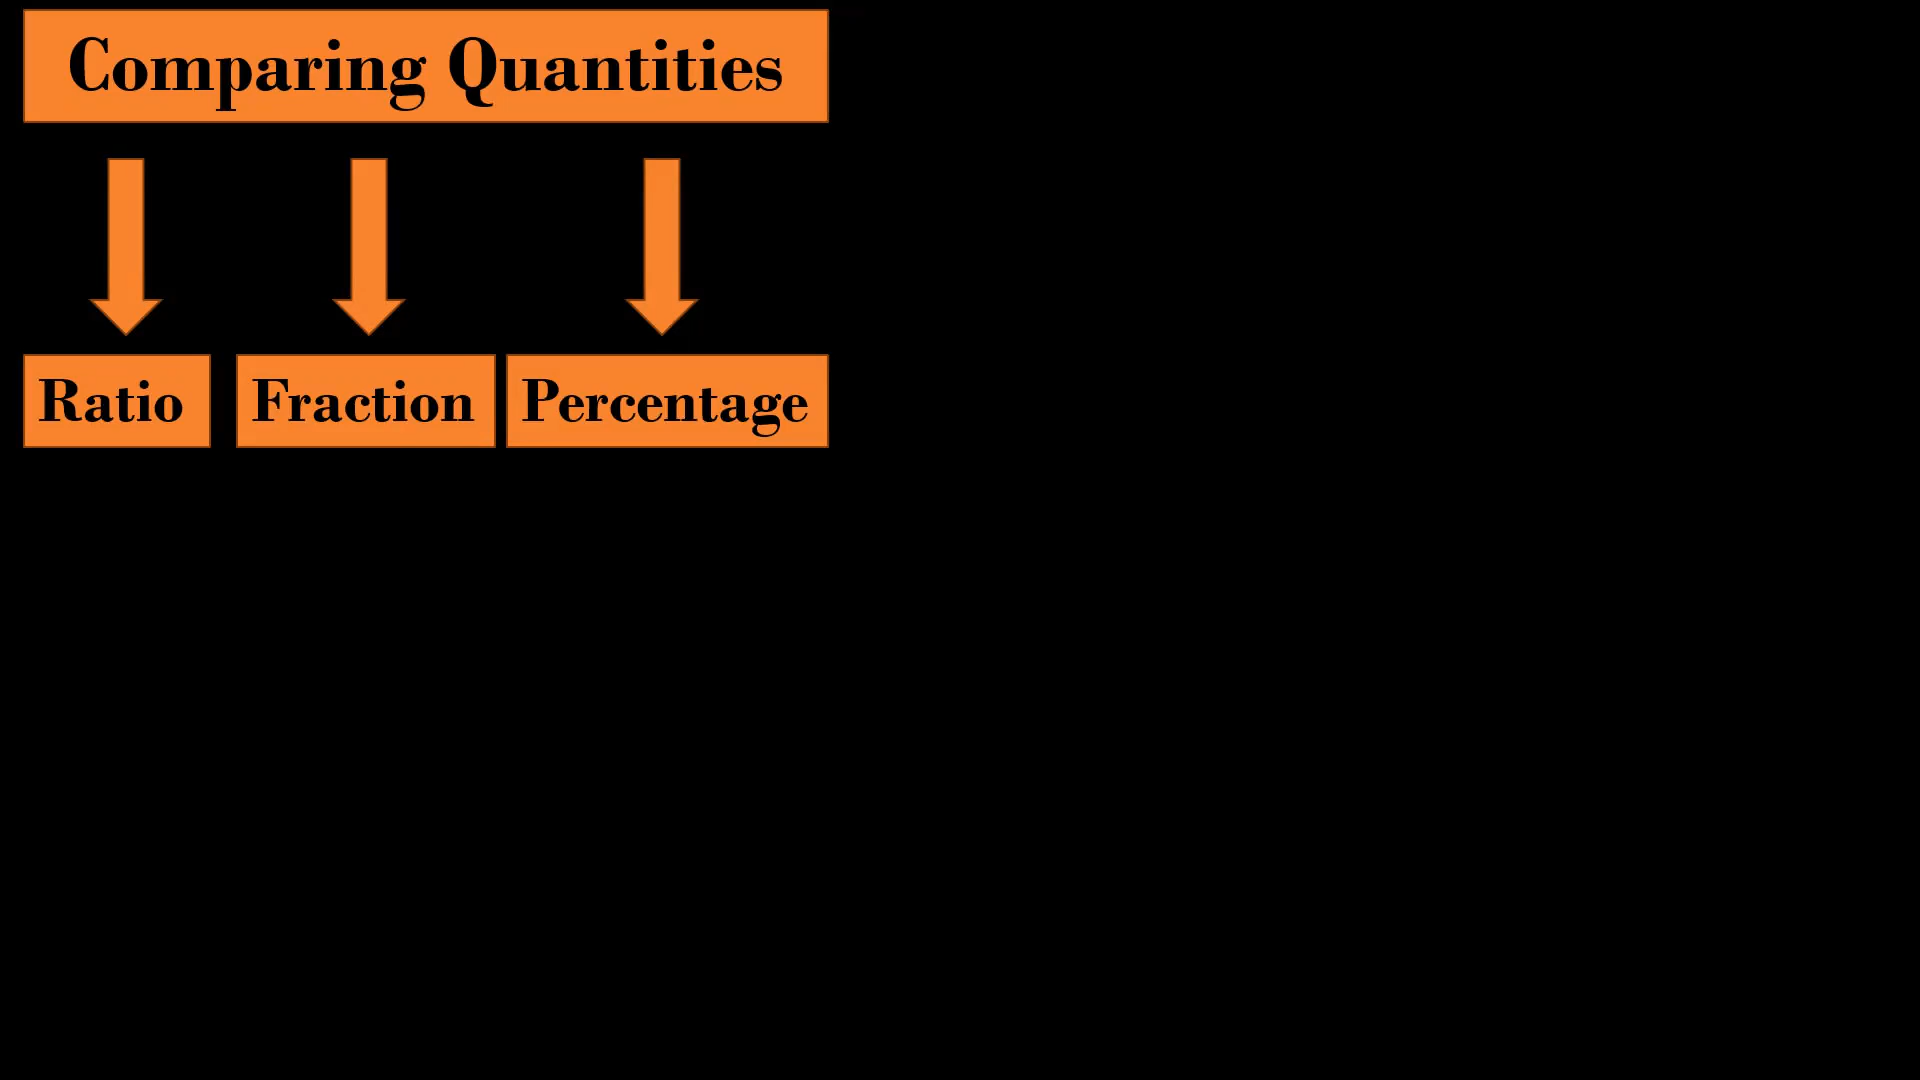 Comparing Quantities
Ratio
Fraction
Percentage